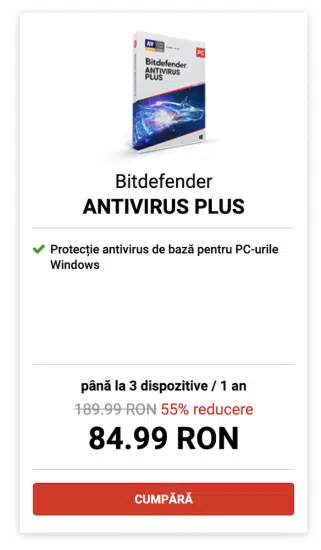 PC
Bitdefender
ANTIVIRUS
PLUS
Bitdefender
ANTIVIRUS PLUS
Protecție antivirus de bază pentru PC-urile
Windows
până la 3 dispozitive / 1 an
189.99 RON 55% reducere
84.99 RON
CUMPĂRĂ